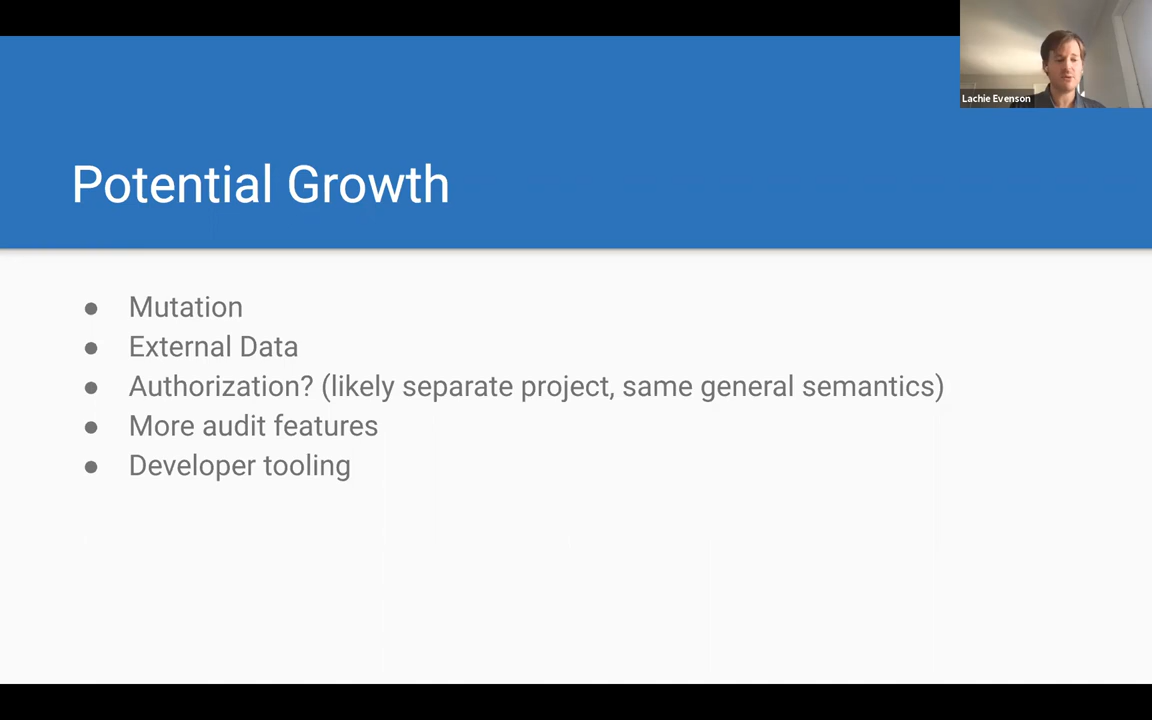 Lachie Evenson
Potential Growth
● Mutation
● External Data
● Authorization? (likely separate project, same general semantics)
● More audit features
● Developer tooling